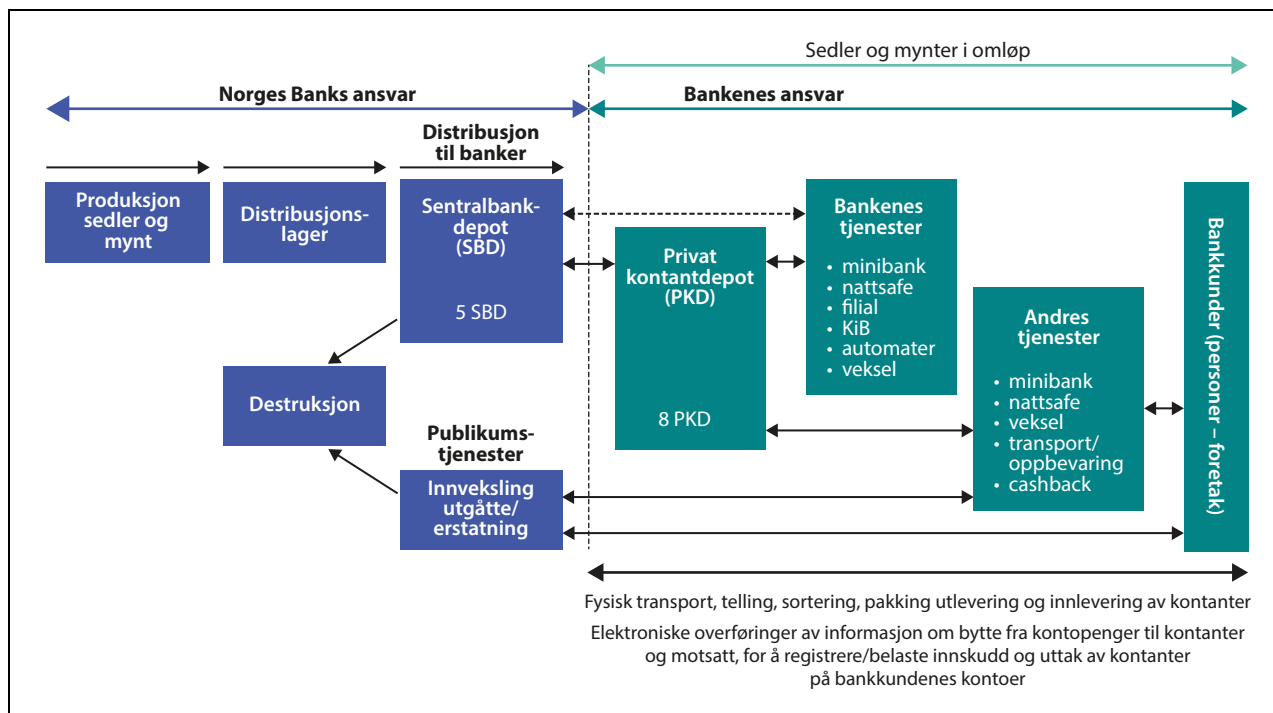 Sedler og mynter i omløp
Norges Banks ansvar
Bankenes ansvar
Distribusjon
til banker
Produksjon
sedler og
mynt
Distribusjons-
lager
Sentralbank-
depot
(SBD)
5 SBD
Privat
kontantdepot
(PKD)
8 PKD
Bankenes
tjenester
• minibank
• nattsafe
• filial
• KiB
• automater
• veksel
Andres
tjenester
• minibank
• nattsafe
• veksel
• transport/
oppbevaring
• cashback
Bankkunder (personer – foretak)
Destruksjon
Publikums-
tjenester
Innveksling
utgåtte/
erstatning
Fysisk transport, telling, sortering, pakking utlevering og innlevering av kontanter
Elektroniske overføringer av informasjon om bytte fra kontopenger til kontanter
og motsatt, for å registrere/belaste innskudd og uttak av kontanter
på bankkundenes kontoer